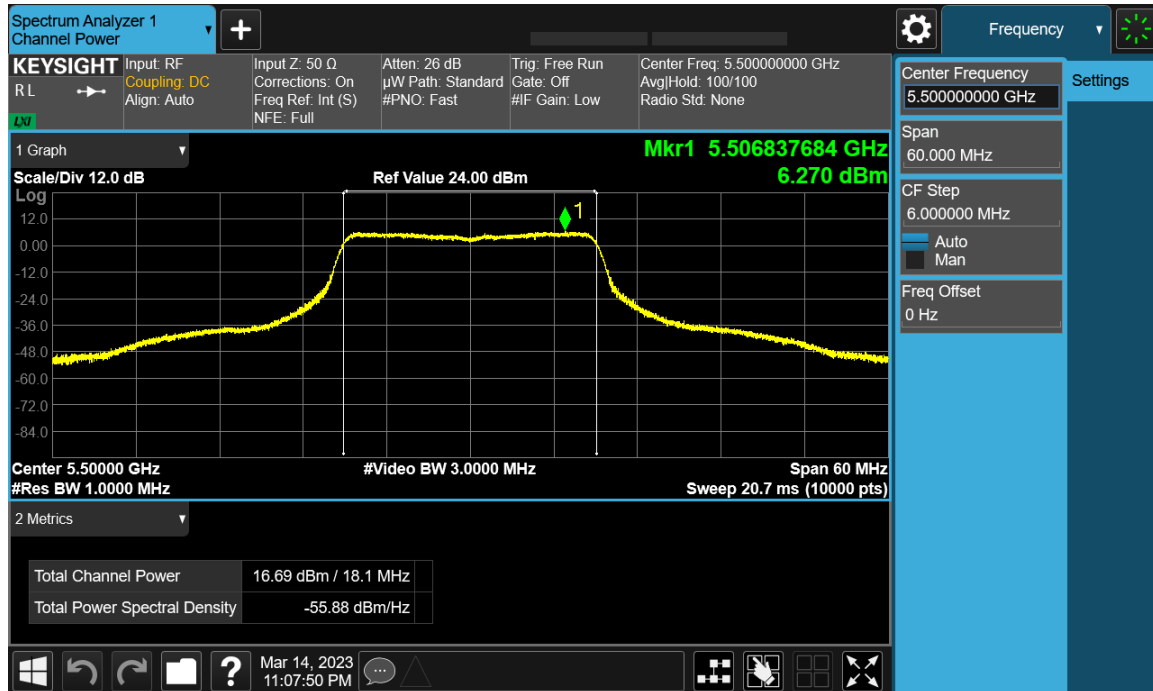 Spectrum Analyzer 1
Channel Power
+
Frequency
KEYSIGHT
RL
LXI
Input: RF
Coupling: DC
Align: Auto
Input Z: 50 Ω
Corrections: On
Freq Ref: Int (S)
NFE: Full
Atten: 26 dB
µW Path: Standard
#PNO: Fast
Trig: Free Run
Gate: Off
#IF Gain: Low
Center Freq: 5.500000000 GHz
Avg|Hold: 100/100
Radio Std: None
Center Frequency
5.500000000 GHz
Settings
Span
60.000 MHz
CF Step
6.000000 MHz
Auto
Man
Freq Offset
0 Hz
1 Graph
Mkr1 5.506837684 GHz
6.270 dBm
Scale/Div 12.0 dB
Ref Value 24.00 dBm
Log
1
12.0
0.00
-12.0
-24.0
-36.0
-48.0
-60.0
-72.0
-84.0
Center 5.50000 GHz
#Video BW 3.0000 MHz
Span 60 MHz
#Res BW 1.0000 MHz
Sweep 20.7 ms (10000 pts)
2 Metrics
Total Channel Power 16.69 dBm / 18.1 MHz
Total Power Spectral Density -55.88 dBm/Hz
?
Mar 14, 2023
11:07:50 PM